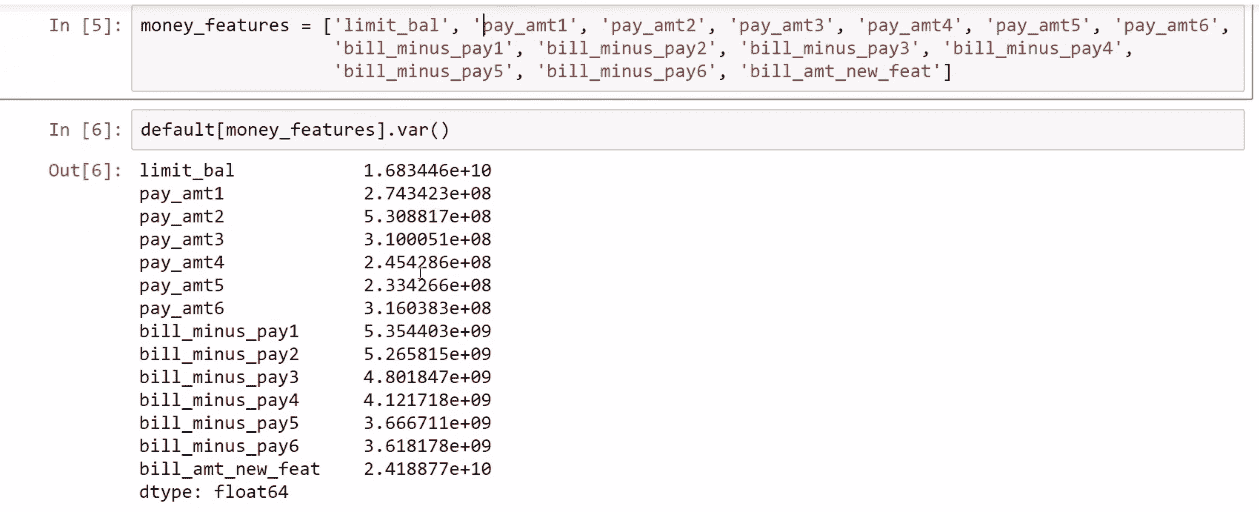 In [5]: money_features = ['limit_bal', 'pay_amt1', 'pay_amt2', 'pay_amt3', 'pay_amt4', 'pay_amt5', 'pay_amt6',
'bill_minus_pay1', 'bill_minus_pay2', 'bill_minus_pay3', 'bill_minus_pay4',
'bill_minus_pay5', 'bill_minus_pay6', 'bill_amt_new_feat']
In [6]: default[money_features].var()
Out[6]: limit_bal 1.683446e+10
pay_amt1 2.743423e+08
pay_amt2 5.308817e+08
pay_amt3 3.100051e+08
pay_amt4 2.454286e+08
pay_amt5 2.334266e+08
pay_amt6 3.160383e+08
bill_minus_pay1 5.354403e+09
bill_minus_pay2 5.265815e+09
bill_minus_pay3 4.801847e+09
bill_minus_pay4 4.121718e+09
bill_minus_pay5 3.666711e+09
bill_minus_pay6 3.618178e+09
bill_amt_new_feat 2.418877e+10
dtype: float64